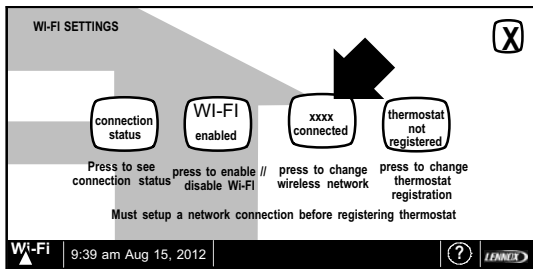 WI-FI SETTINGS
X
connection
status
WI-FI
enabled
xxxx
connected
thermostat
not
registered
Press to see
connection status
press to enable //
disable Wi-FI
press to change
wireless network
press to change
thermostat
registration
Must setup a network connection before registering thermostat
Wi-Fi
9:39 am Aug 15, 2012
?
LENNOX